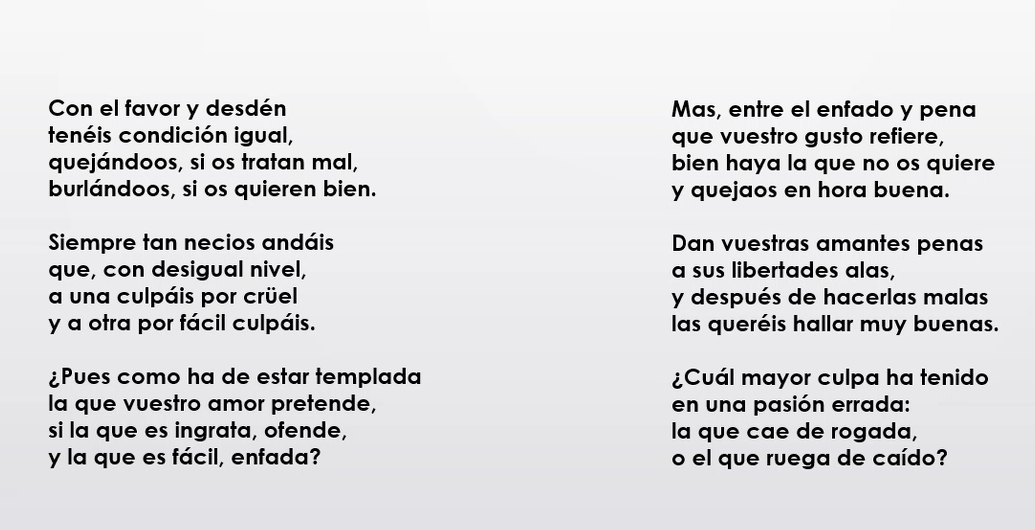 Con el favor y desdén
tenéis condición igual,
quejándoos, si os tratan mal,
burlándoos, si os quieren bien.
Siempre tan necios andáis
que, con desigual nivel,
a una culpáis por crüel
y a otra por fácil culpáis.
¿Pues como ha de estar templada
la que vuestro amor pretende,
si la que es ingrata, ofende,
y la que es fácil, enfada?
Mas, entre el enfado y pena
que vuestro gusto refiere,
bien haya la que no os quiere
y quejaos en hora buena.
Dan vuestras amantes penas
a sus libertades alas,
y después de hacerlas malas
las queréis hallar muy buenas.
¿Cuál mayor culpa ha tenido
en una pasión errada:
la que cae de rogada,
o el que ruega de caído?